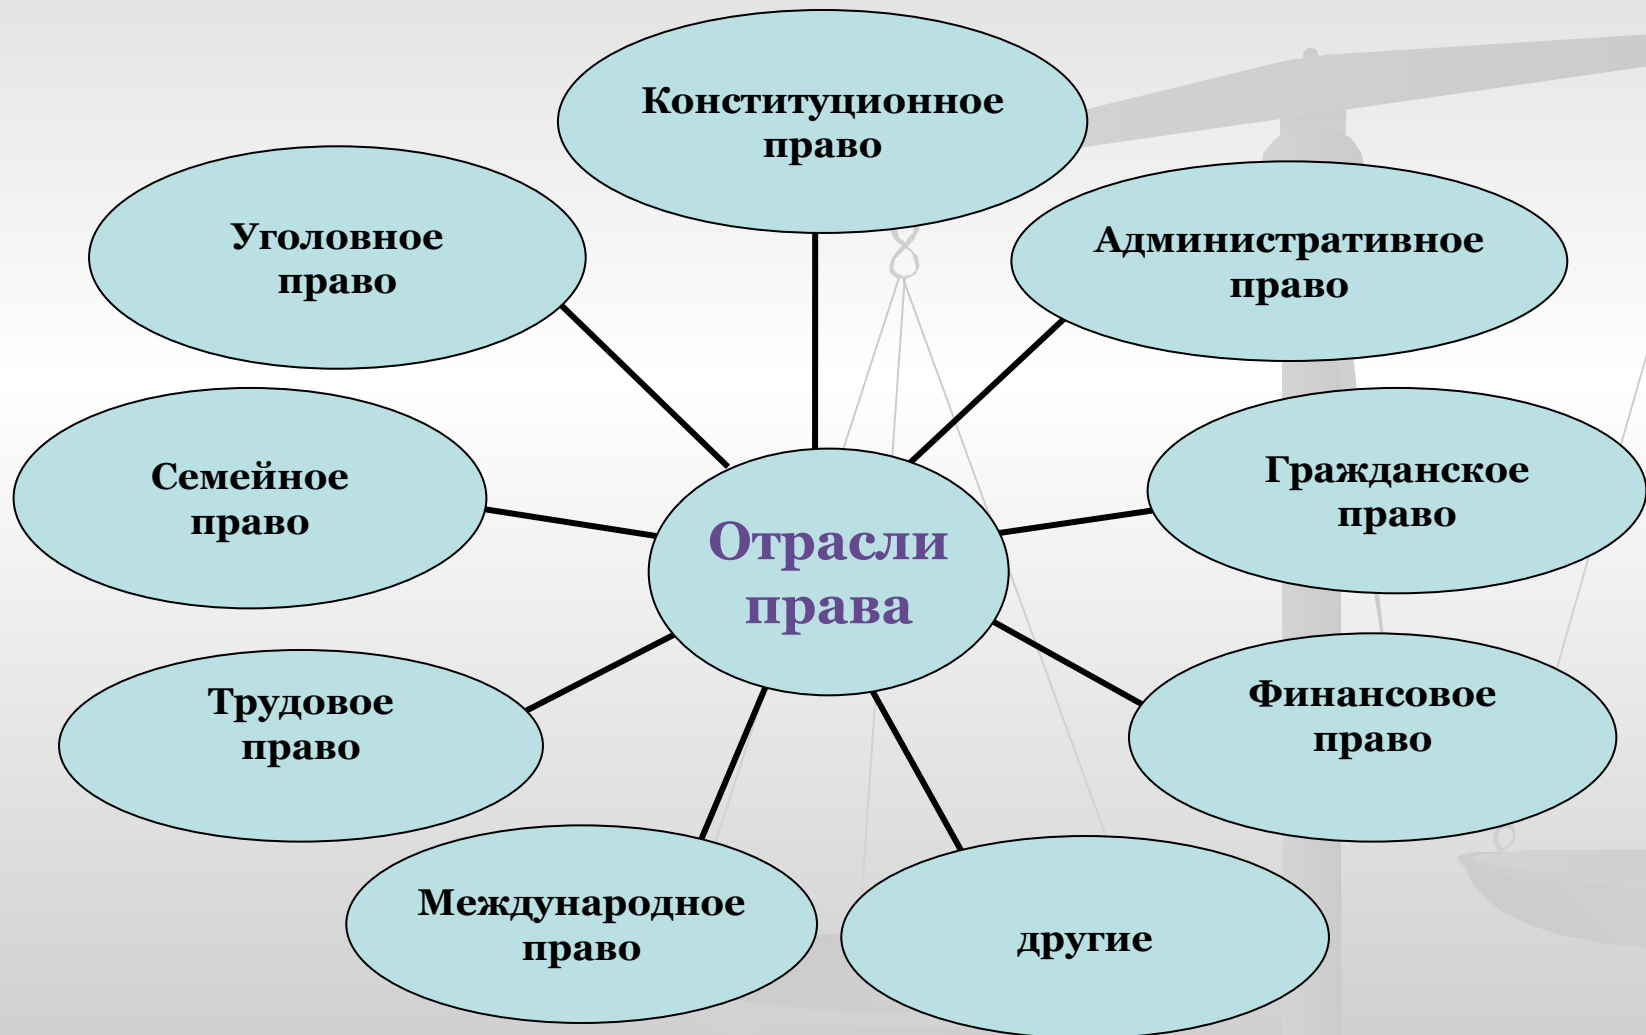 Конституционное
право
Уголовное
право
Административное
право
Семейное
право
Гражданское
право
Отрасли
права
Трудовое
право
Финансовое
право
Международное
право
другие